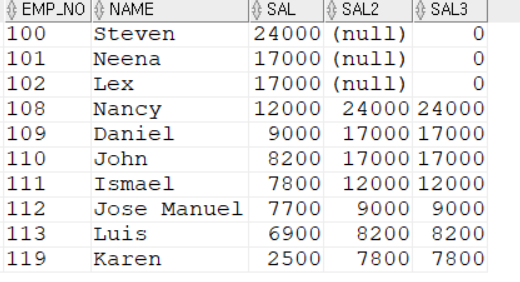 EMP_NO NAME SAL SAL2 SAL3
100 Steven 24000 (null) 0
101 Neena 17000 (null) 0
102 Lex 17000 (null) 0
108 Nancy 12000 24000 24000
109 Daniel 9000 17000 17000
110 John 8200 17000 17000
111 Ismael 7800 12000 12000
112 Jose Manuel 7700 9000 9000
113 Luis 6900 8200 8200
119 Karen 2500 7800 7800